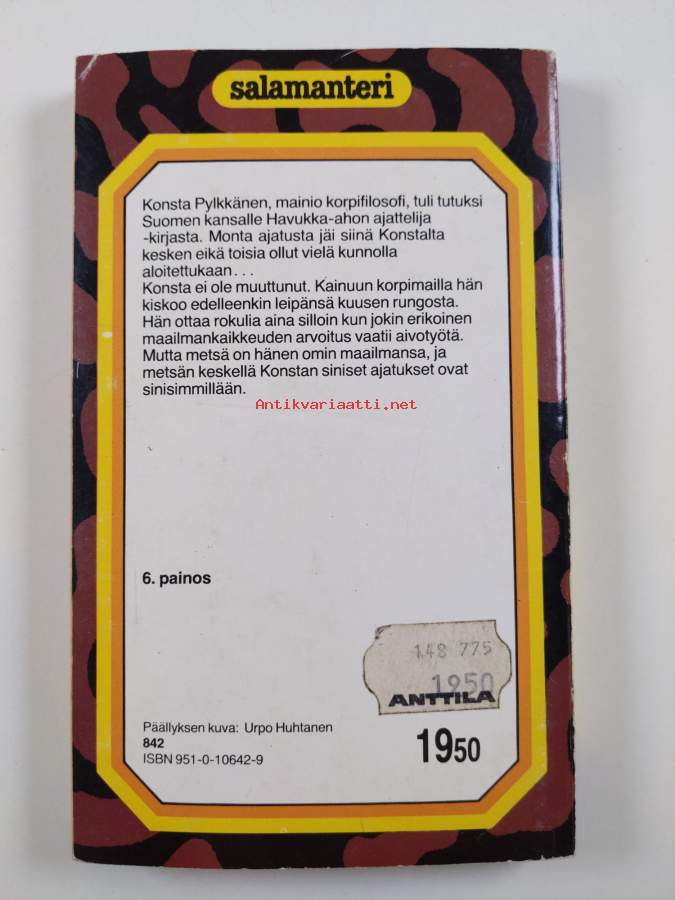 salamanteri
Konsta Pylkkänen, mainio korpifilosofi, tuli tutuksi
Suomen kansalle Havukka-ahon ajattelija
-kirjasta. Monta ajatusta jäi siinä Konstalta
kesken eikä toisia ollut vielä kunnolla
aloitettukaan...
Konsta ei ole muuttunut. Kainuun korpimailla hän
kiskoo edelleenkin leipänsä kuusen rungosta.
Hän ottaa rokulia aina silloin kun jokin erikoinen
maailmankaikkeuden arvoitus vaatii aivotyötä.
Mutta metsä on hänen omin maailmansa, ja
metsän keskellä Konstan siniset ajatukset ovat
sinisimmillään.
Antikvariaatti.net
6. painos
148 775
1950
ANTTILA
Päällyksen kuva: Urpo Huhtanen
842
ISBN 951-0-10642-9
1950